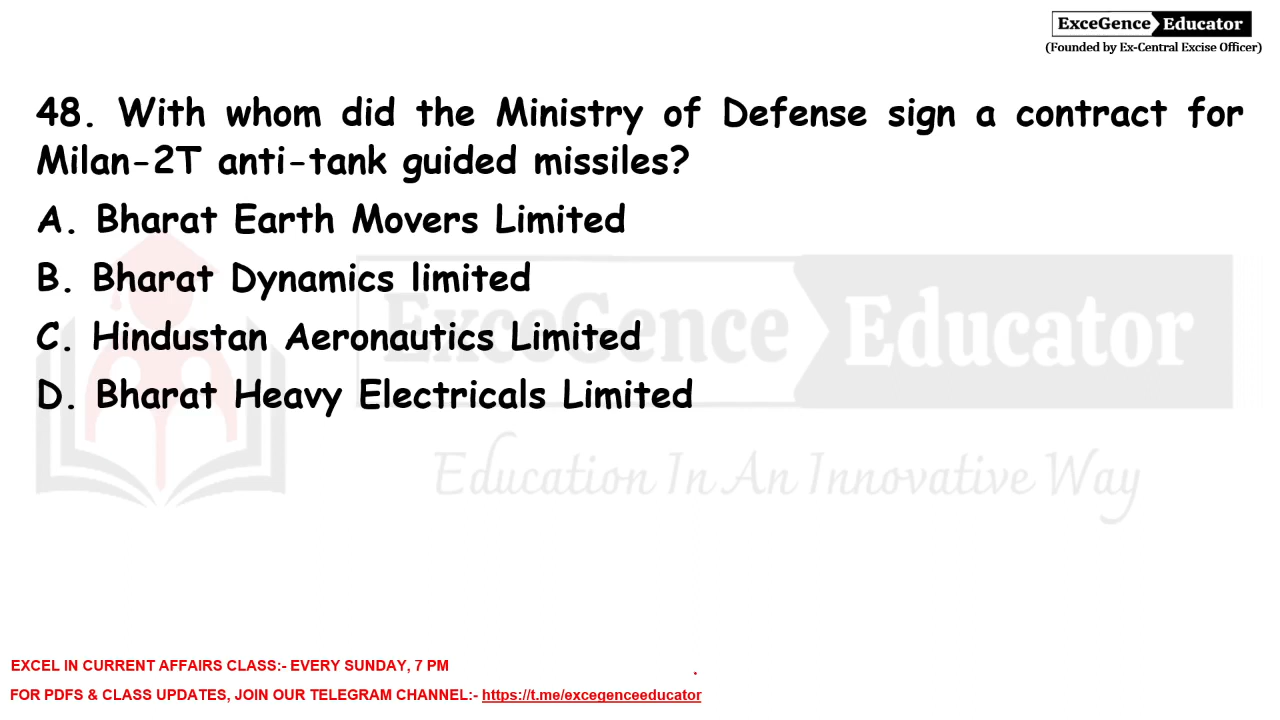 ExceGence Educator
(Founded by Ex-Central Excise Officer)
48. With whom did the Ministry of Defense sign a contract for
Milan-2T anti-tank guided missiles?
A. Bharat Earth Movers Limited
B. Bharat Dynamics limited
C. Hindustan Aeronautics Limited
D. Bharat Heavy Electricals Limited
ExceGence Educator
Education In An Innovative Way
EXCEL IN CURRENT AFFAIRS CLASS:- EVERY SUNDAY, 7 PM
.
FOR PDFS & CLASS UPDATES, JOIN OUR TELEGRAM CHANNEL:- https://t.me/excegenceeducator